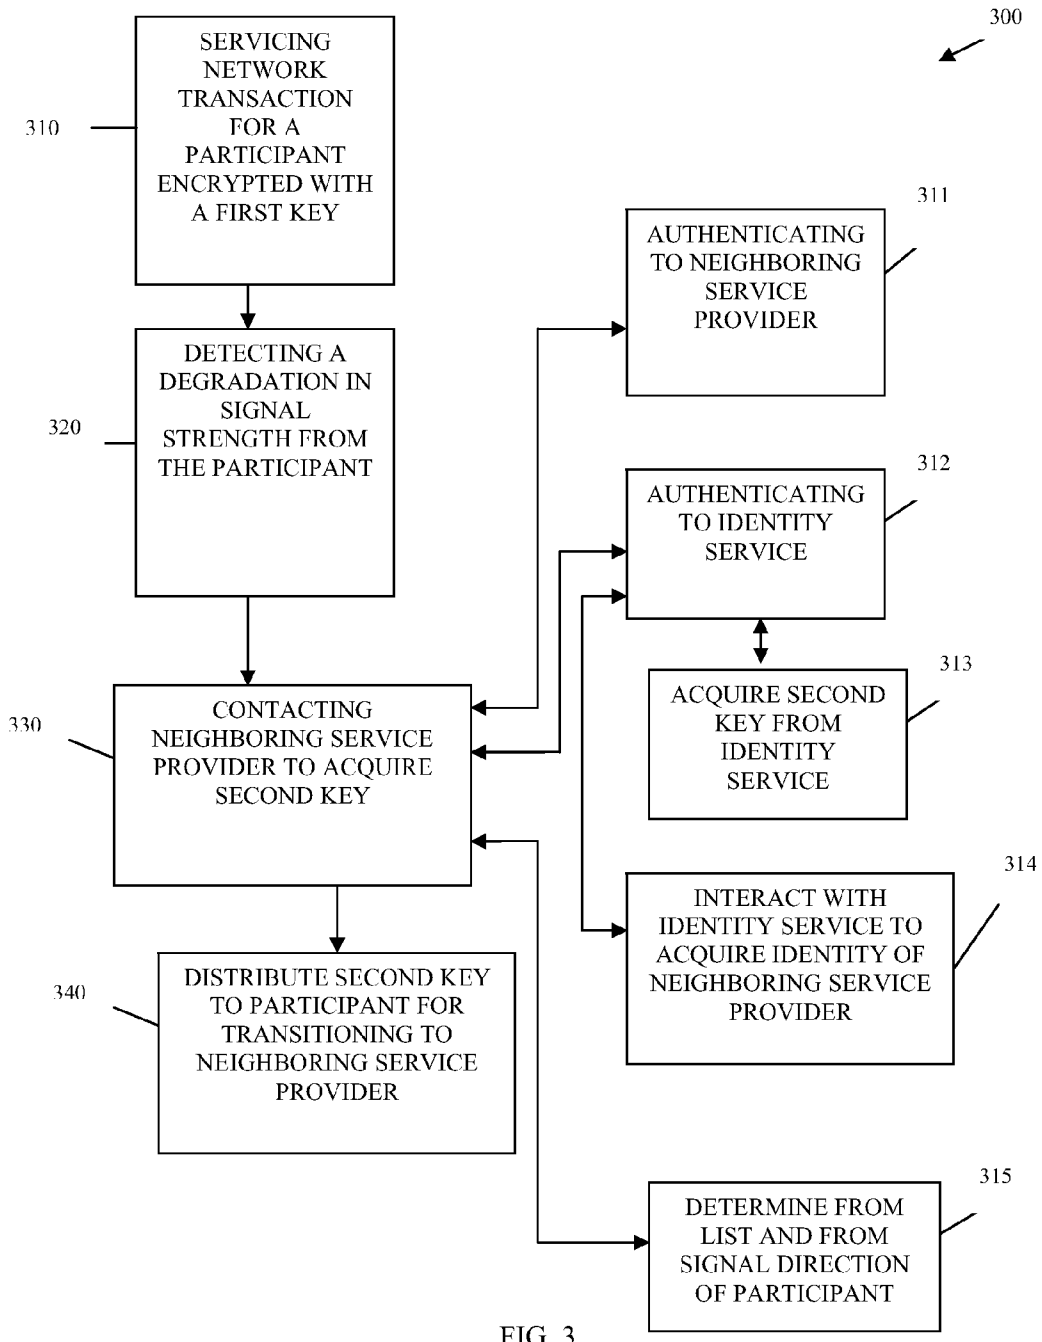 300
310
SERVICING
NETWORK
TRANSACTION
FOR A
PARTICIPANT
ENCRYPTED WITH
A FIRST KEY
311
AUTHENTICATING
TO NEIGHBORING
SERVICE
PROVIDER
320
DETECTING A
DEGRADATION IN
SIGNAL
STRENGTH FROM
THE PARTICIPANT
312
AUTHENTICATING
TO IDENTITY
SERVICE
313
ACQUIRE SECOND
KEY FROM
IDENTITY
SERVICE
330
CONTACTING
NEIGHBORING SERVICE
PROVIDER TO ACQUIRE
SECOND KEY
314
INTERACT WITH
IDENTITY SERVICE TO
ACQUIRE IDENTITY OF
NEIGHBORING SERVICE
PROVIDER
340
DISTRIBUTE SECOND KEY
TO PARTICIPANT FOR
TRANSITIONING TO
NEIGHBORING SERVICE
PROVIDER
315
DETERMINE FROM
LIST AND FROM
SIGNAL DIRECTION
OF PARTICIPANT
FIG. 3